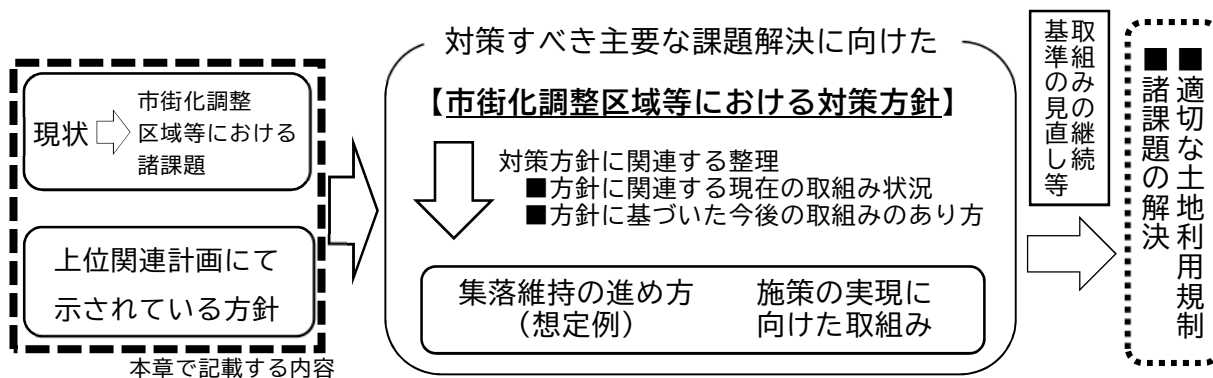 現状
市街化調整
区域等における
諸課題
上位関連計画にて
示されている方針
本章で記載する内容
対策すべき主要な課題解決に向けた
【市街化調整区域等における対策方針】
対策方針に関連する整理
■方針に関連する現在の取組み状況
■方針に基づいた今後の取組みのあり方
集落維持の進め方
（想定例）
施策の実現に
向けた取組み
取組みの継続
基準の見直し等
■適切な土地利用規制
■諸課題の解決